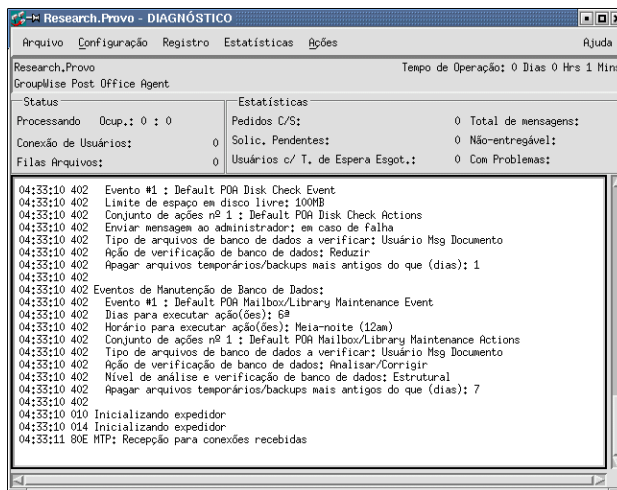 Research.Provo - DIAGNÓSTICO
Arquivo Configuração Registro Estatísticas Ações Ajuda
Research.Provo Tempo de Operação: 0 Dias 0 Hrs 1 Mins
GroupWise Post Office Agent
Status
Processando Ocup.: 0 : 0
Conexão de Usuários: 0
Filas Arquivos: 0
Estatísticas
Pedidos C/S: 0 Total de mensagens:
Solic. Pendentes: 0 Não-entregável:
Usuários c/ T. de Espera Esgot.: 0 Com Problemas:
04:33:10 402 Evento #1 : Default POA Disk Check Event
04:33:10 402 Limite de espaço em disco livre: 100MB
04:33:10 402 Conjunto de ações nº 1 : Default POA Disk Check Actions
04:33:10 402 Enviar mensagem ao administrador: em caso de falha
04:33:10 402 Tipo de arquivos de banco de dados a verificar: Usuário Msg Documento
04:33:10 402 Ação de verificação de banco de dados: Reduzir
04:33:10 402 Apagar arquivos temporários/backups mais antigos do que (dias): 1
04:33:10 402
04:33:10 402 Eventos de Manutenção de Banco de Dados:
04:33:10 402 Evento #1 : Default POA Mailbox/Library Maintenance Event
04:33:10 402 Dias para executar ação(ões): 6ª
04:33:10 402 Horário para executar ação(ões): Meia-noite (12am)
04:33:10 402 Conjunto de ações nº 1 : Default POA Mailbox/Library Maintenance Actions
04:33:10 402 Tipo de arquivos de banco de dados a verificar: Usuário Msg Documento
04:33:10 402 Ação de verificação de banco de dados: Analisar/Corrigir
04:33:10 402 Nível de análise e verificação de banco de dados: Estrutural
04:33:10 402 Apagar arquivos temporários/backups mais antigos do que (dias): 7
04:33:10 402
04:33:10 010 Inicializando expedidor
04:33:10 014 Inicializando expedidor
04:33:11 80E MTP: Recepção para conexões recebidas